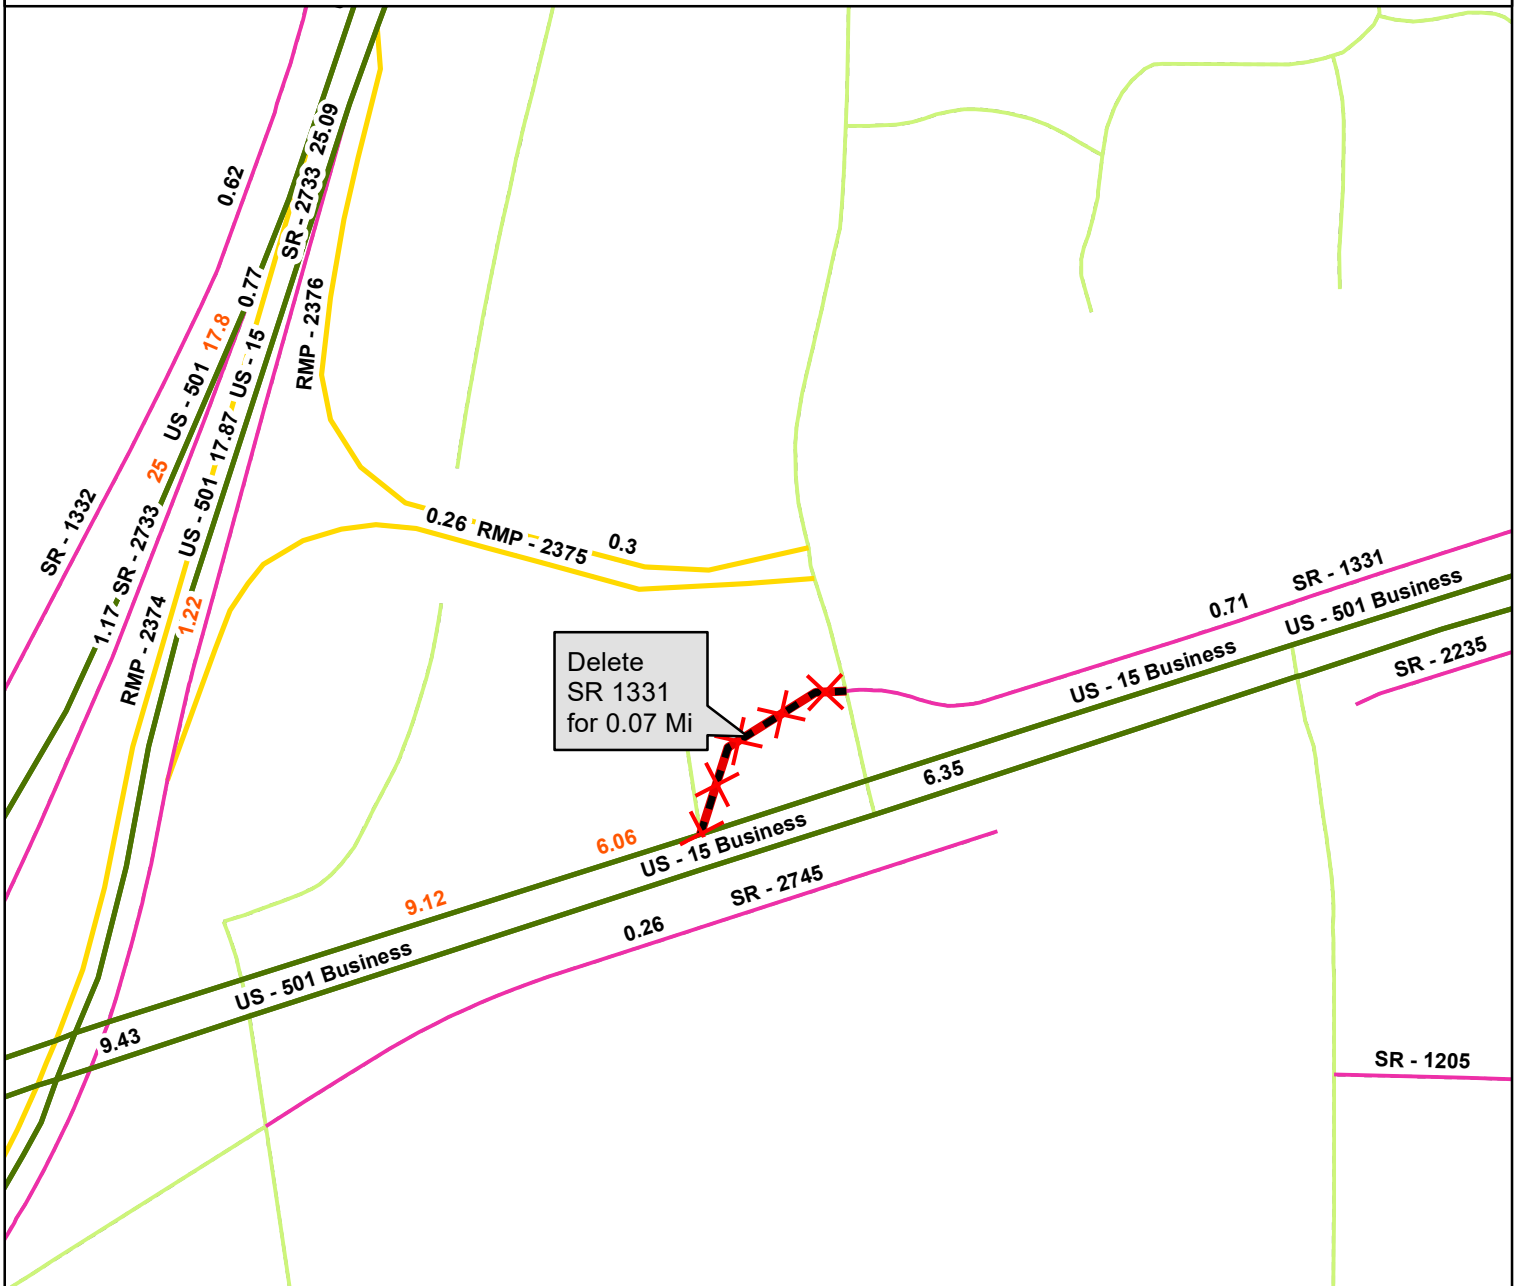 25.09
SR - 2733
0.62
0.77
RMP - 2376
17.8
US - 15
US - 501
17.87
25
US - 501
SR - 1332
SR - 2733
1.17
0.26 RMP - 2375
0.3
RMP - 2374
1.22
SR - 1331
0.71
US - 501 Business
US - 15 Business
SR - 2235
Delete
SR 1331
for 0.07 Mi
6.35
6.06
US - 15 Business
SR - 2745
9.12
0.26
US - 501 Business
9.43
SR - 1205